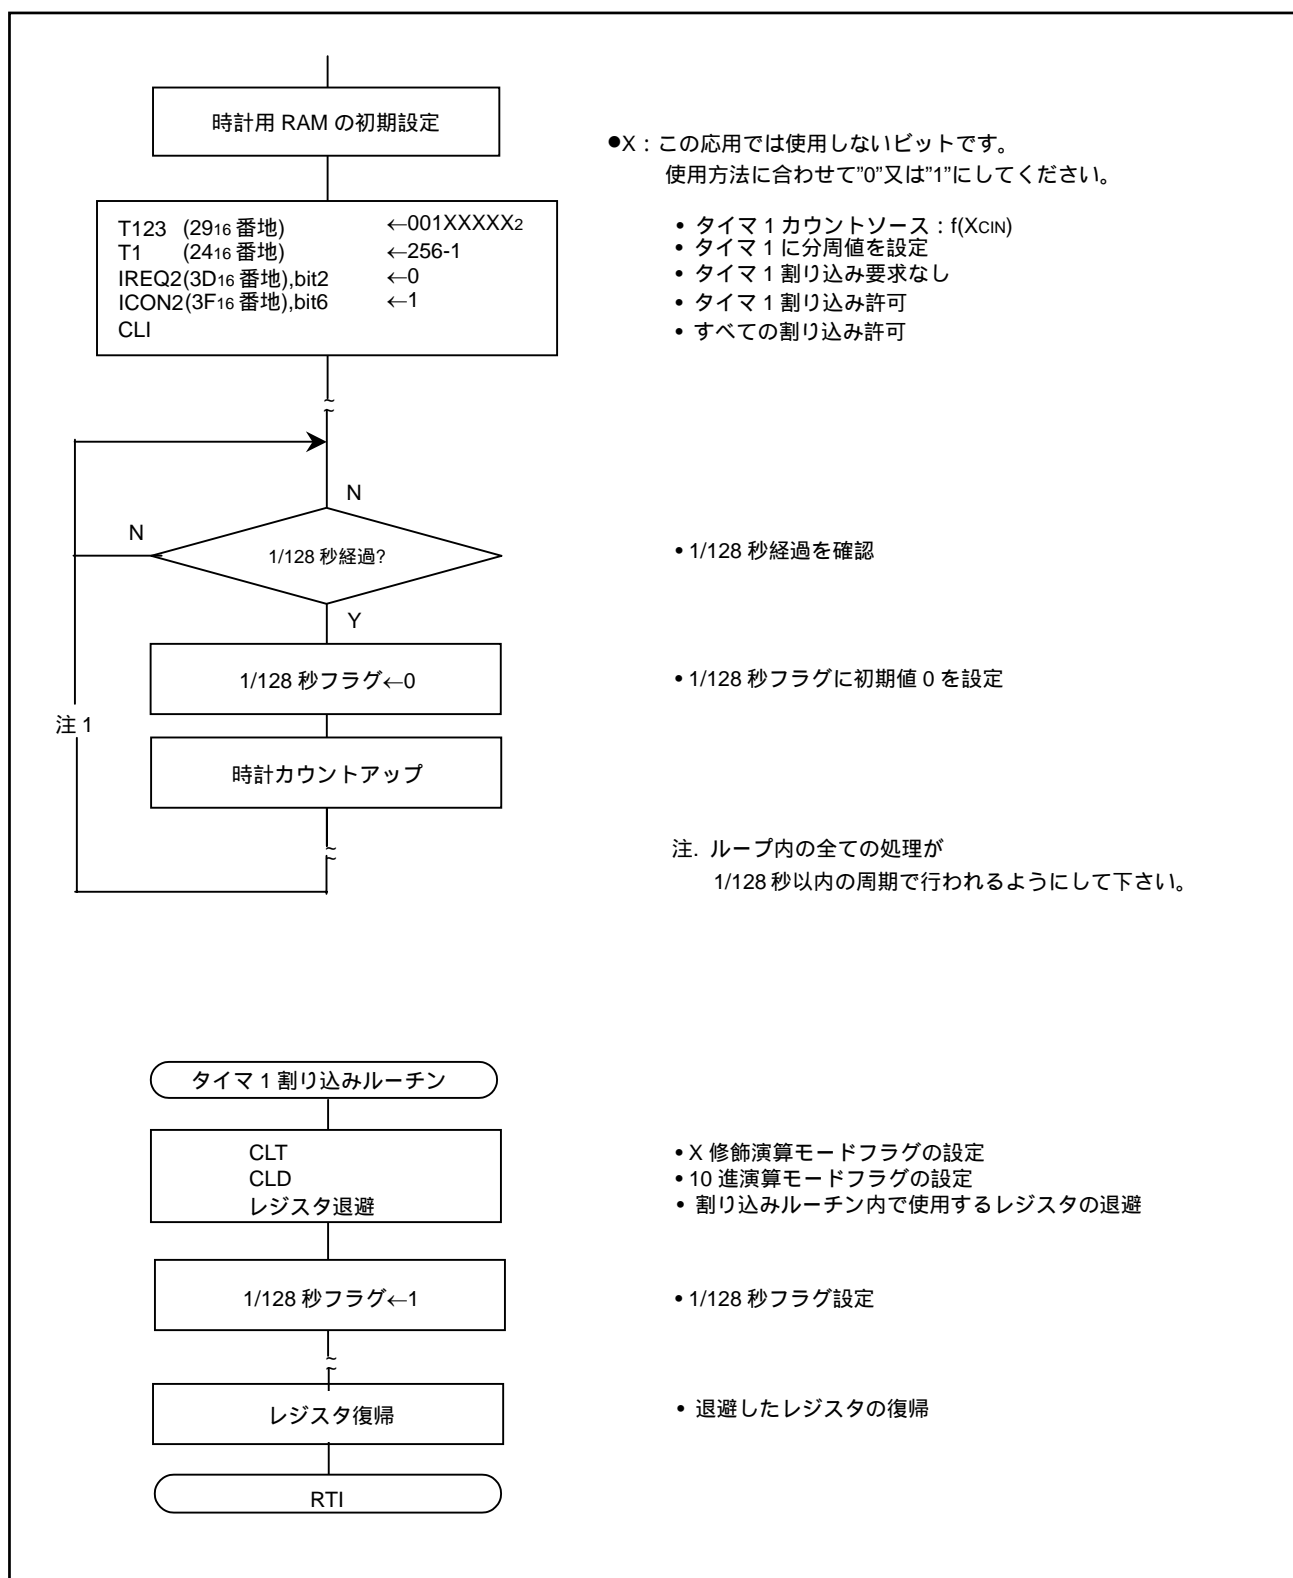 時計用 RAM の初期設定
●X：この応用では使用しないビットです。
使用方法に合わせて”0”又は”1”にしてください。
T123 (2916 番地) ←001XXXXX2 • タイマ 1 カウントソース：f(XCIN)
T1 (2416 番地) ←256-1 • タイマ 1 に分周値を設定
IREQ2(3D16 番地),bit2 ←0 • タイマ 1 割り込み要求なし
ICON2(3F16 番地),bit6 ←1 • タイマ 1 割り込み許可
CLI • すべての割り込み許可
N
N
1/128 秒経過? • 1/128 秒経過を確認
Y
1/128 秒フラグ←0 • 1/128 秒フラグに初期値 0 を設定
注 1
時計カウントアップ
注. ループ内の全ての処理が
1/128 秒以内の周期で行われるようにして下さい。
タイマ 1 割り込みルーチン
CLT • X 修飾演算モードフラグの設定
CLD • 10 進演算モードフラグの設定
レジスタ退避 • 割り込みルーチン内で使用するレジスタの退避
1/128 秒フラグ←1 • 1/128 秒フラグ設定
レジスタ復帰 • 退避したレジスタの復帰
RTI